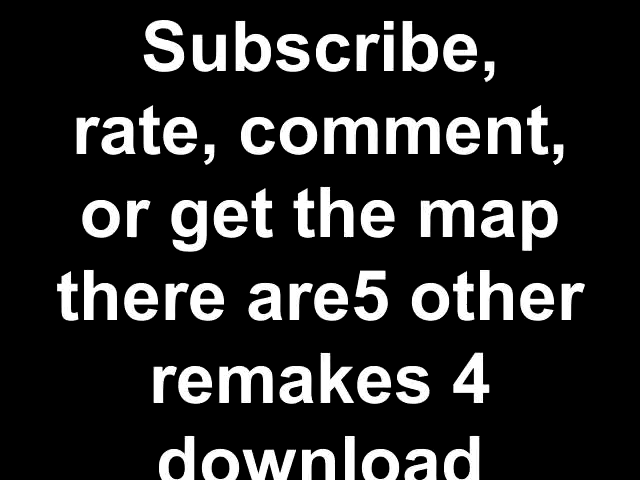 Subscribe,
rate, comment,
or get the map
there are5 other
remakes 4
download